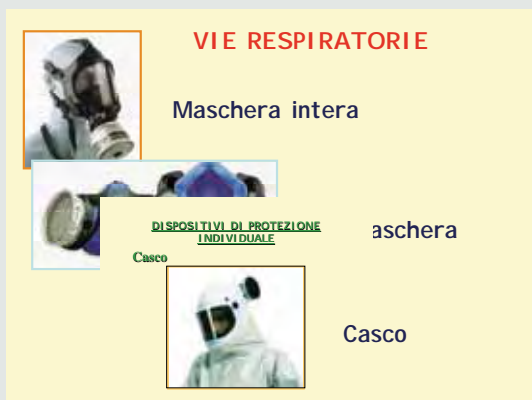 VIE RESPIRATORIE
Maschera intera
aschera
DISPOSITIVI DI PROTEZIONE
INDIVIDUALE
Casco
Casco